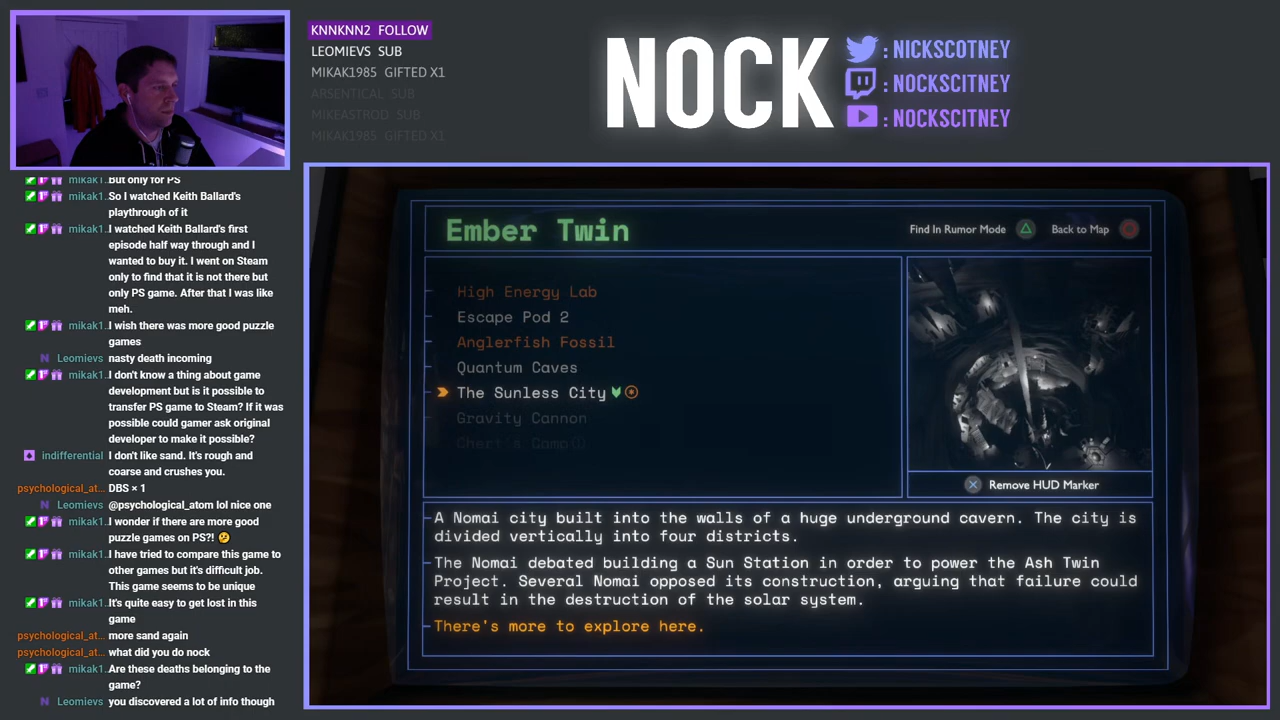 KNNKNN2 FOLLOW
LEOMIEVS SUB
MIKAK1985 GIFTED X1
ARSENTICAL SUB
MIKEASTROD SUB
MIKAK1985 GIFTED X1
NOCK
: NICKSCOTNEY
: NOCKSCITNEY
: NOCKSCITNEY
mikak1.. But only for PS
mikak1.. So I watched Keith Ballard's
playthrough of it
mikak1.. I watched Keith Ballard's first
episode half way through and I
wanted to buy it. I went on Steam
only to find that it is not there but
only PS game. After that I was like
meh.
mikak1.. I wish there was more good puzzle
games
Leomievs nasty death incoming
mikak1.. I don't know a thing about game
development but is it possible to
transfer PS game to Steam? If it was
possible could gamer ask original
developer to make it possible?
indifferential I don't like sand. It's rough and
coarse and crushes you.
psychological_at... DBS × 1
Leomievs @psychological_atom lol nice one
mikak1.. I wonder if there are more good
puzzle games on PS?! 🤔
mikak1.. I have tried to compare this game to
other games but it's difficult job.
This game seems to be unique
mikak1.. It's quite easy to get lost in this
game
psychological_at... more sand again
psychological_at... what did you do nock
mikak1.. Are these deaths belonging to the
game?
Leomievs you discovered a lot of info though
Ember Twin
Find In Rumor Mode
Back to Map
High Energy Lab
Escape Pod 2
Anglerfish Fossil
Quantum Caves
The Sunless City
Gravity Cannon
Chert's Camp
Remove HUD Marker
A Nomai city built into the walls of a huge underground cavern. The city is
divided vertically into four districts.
The Nomai debated building a Sun Station in order to power the Ash Twin
Project. Several Nomai opposed its construction, arguing that failure could
result in the destruction of the solar system.
There's more to explore here.